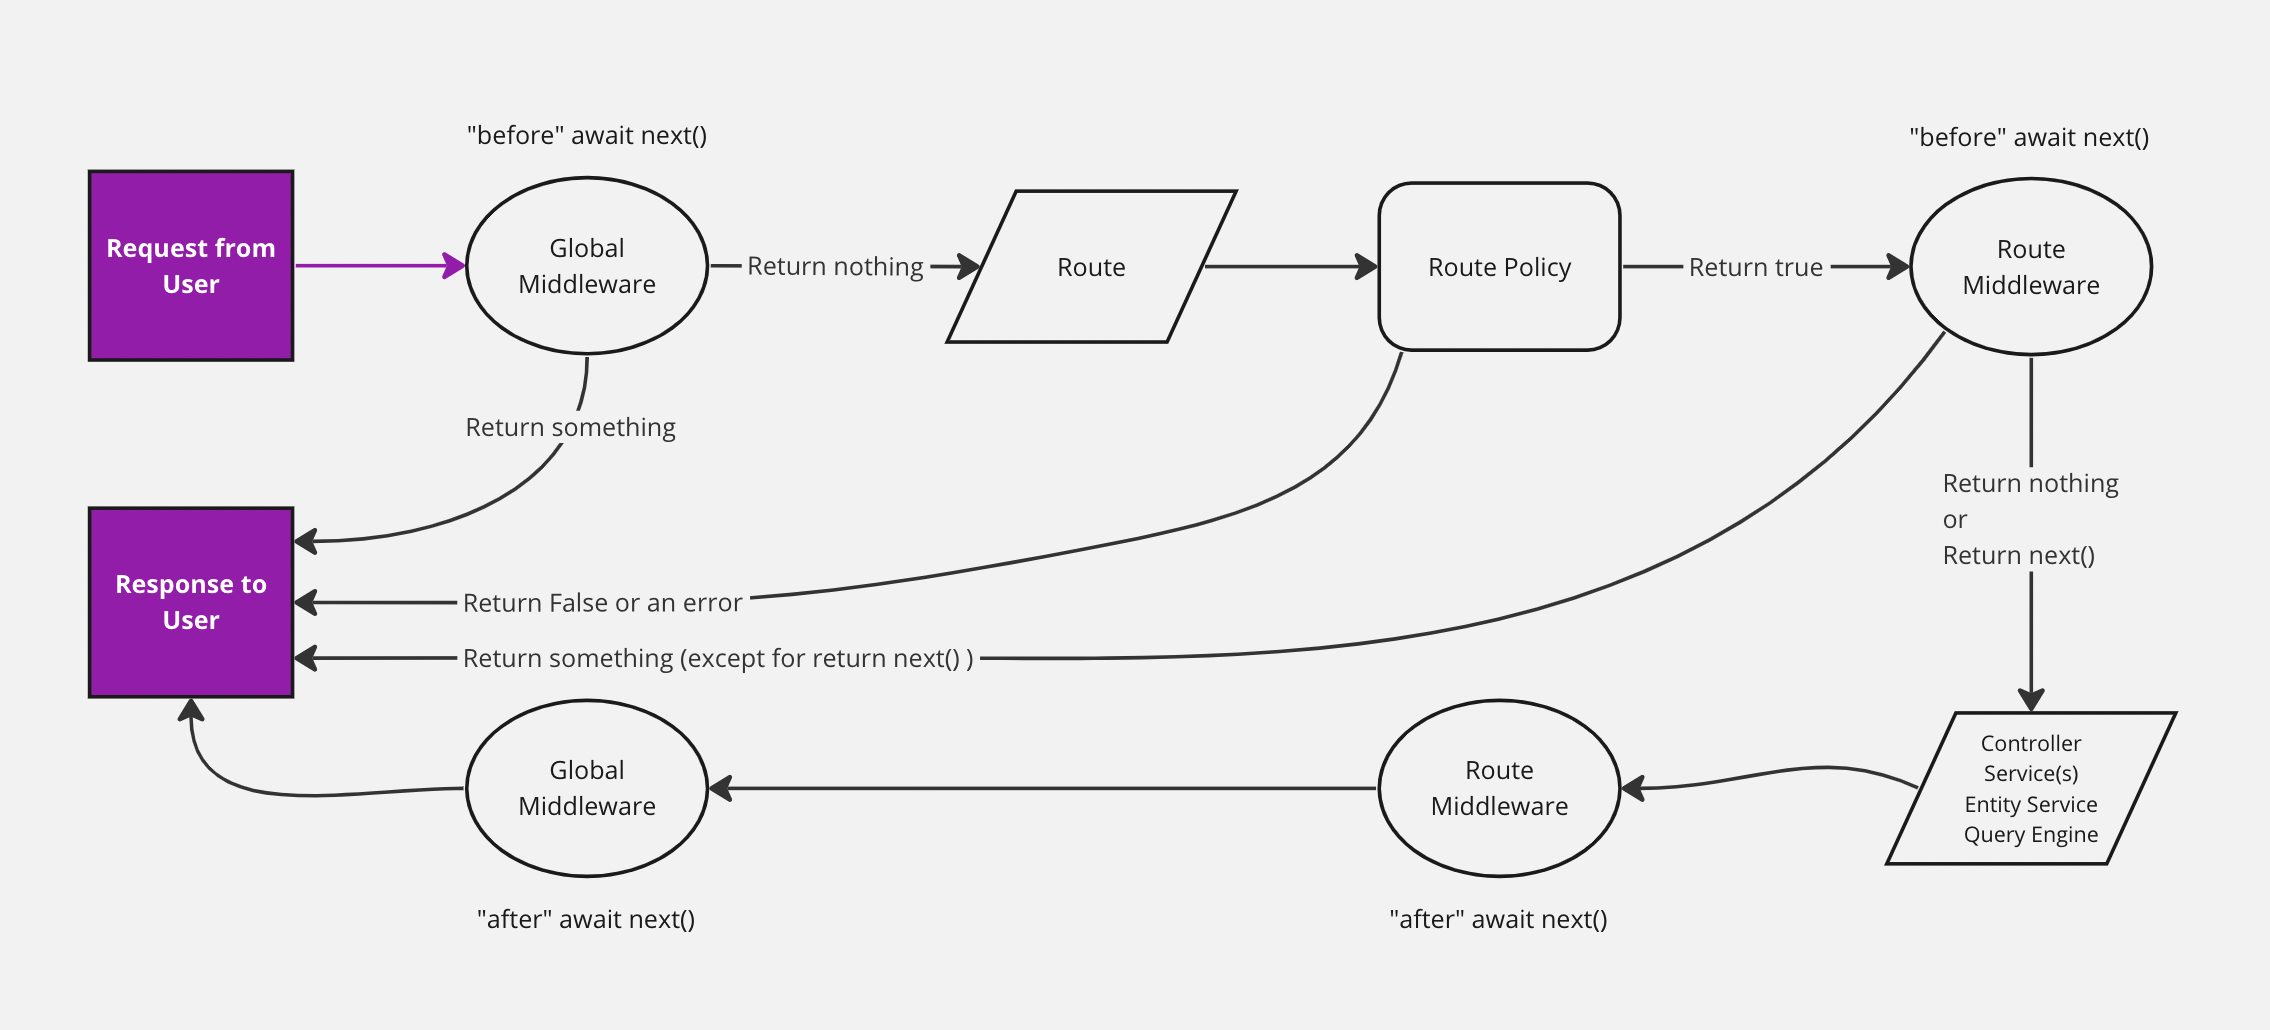 "before" await next()
"before" await next()
Request from
User
Global
Middleware
Return nothing
Route
Route Policy
Return true
Route
Middleware
Return something
Return nothing
or
Return next()
Response to
User
Return False or an error
Return something (except for return next() )
Global
Middleware
Route
Middleware
Controller
Service(s)
Entity Service
Query Engine
"after" await next()
"after" await next()